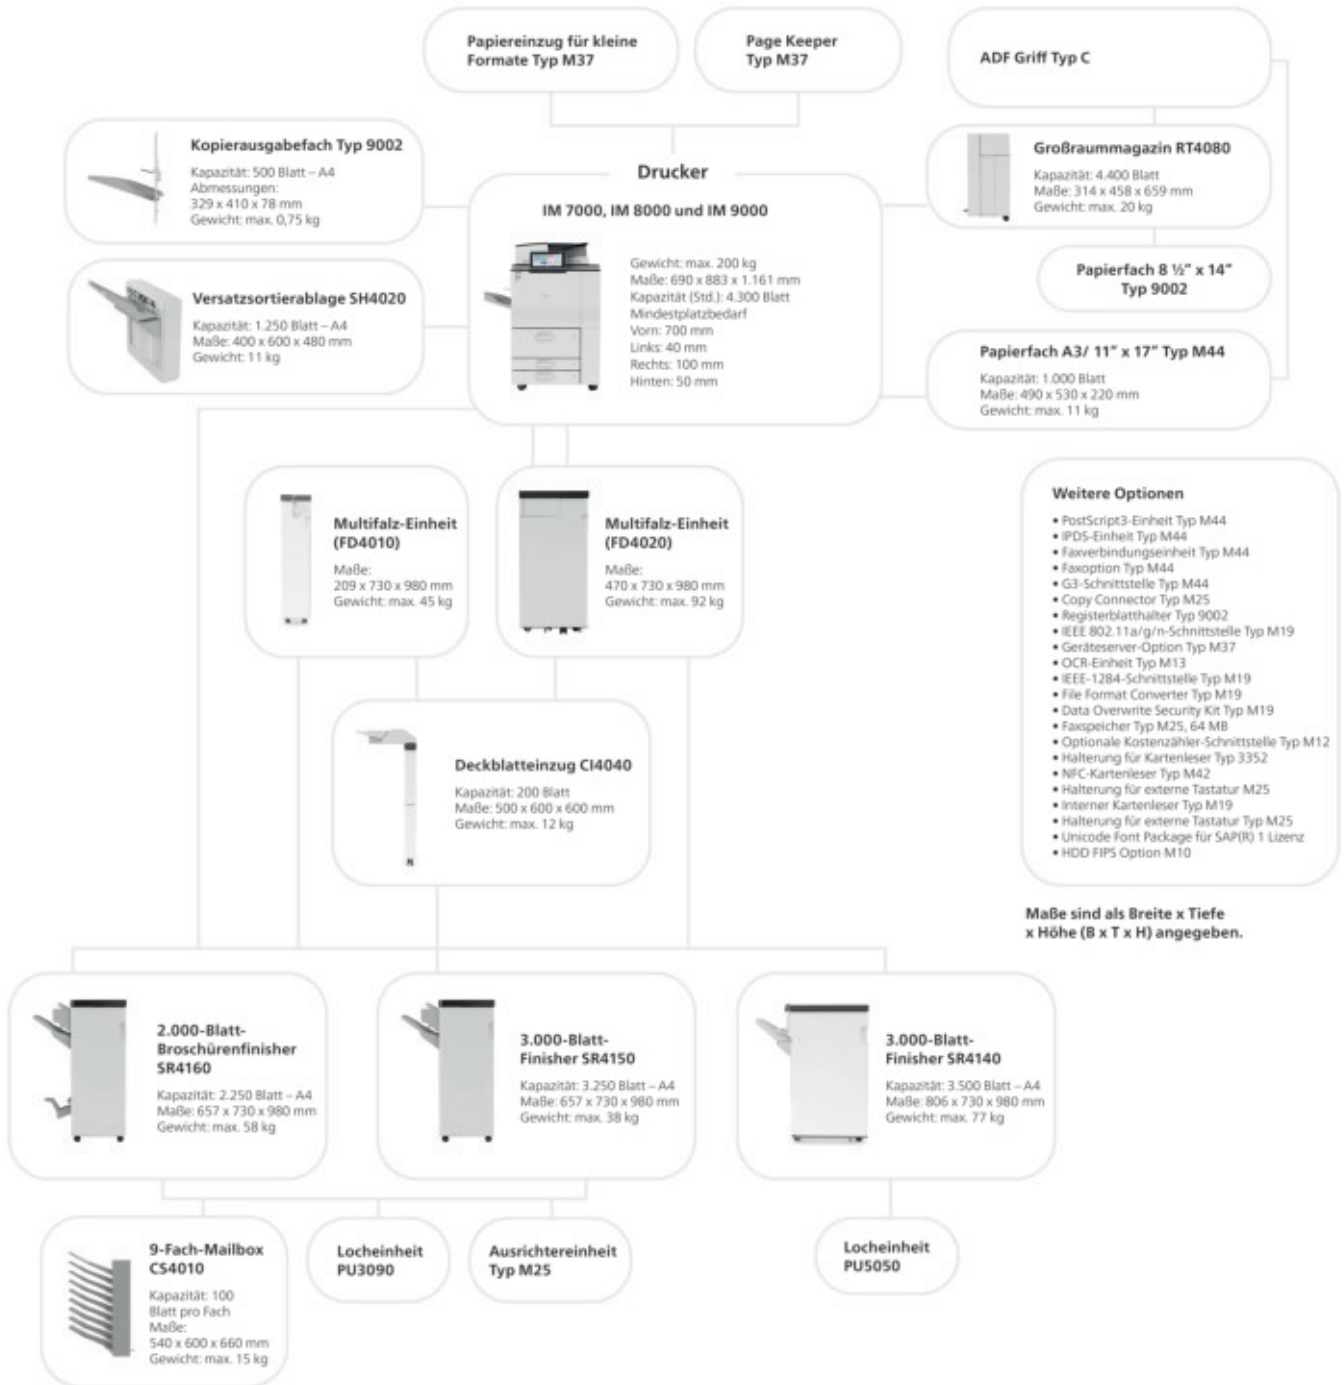 Papiereinzug für kleine
Formate Typ M37
Page Keeper
Typ M37
ADF Griff Typ C
Kopierausgabefach Typ 9002
Kapazität: 500 Blatt – A4
Abmessungen:
329 x 410 x 78 mm
Gewicht: max. 0,75 kg
Versatzsortierablage SH4020
Kapazität: 1.250 Blatt – A4
Maße: 400 x 600 x 480 mm
Gewicht: 11 kg
Drucker
IM 7000, IM 8000 und IM 9000
Gewicht: max. 200 kg
Maße: 690 x 883 x 1.161 mm
Kapazität (Std.): 4.300 Blatt
Mindestplatzbedarf
Vorn: 700 mm
Links: 40 mm
Rechts: 100 mm
Hinten: 50 mm
Großraummagazin RT4080
Kapazität: 4.400 Blatt
Maße: 314 x 458 x 659 mm
Gewicht: max. 20 kg
Papierfach 8 ½" x 14"
Typ 9002
Papierfach A3/ 11" x 17" Typ M44
Kapazität: 1.000 Blatt
Maße: 490 x 530 x 220 mm
Gewicht: max. 11 kg
Multifalz-Einheit
(FD4010)
Maße:
209 x 730 x 980 mm
Gewicht: max. 45 kg
Multifalz-Einheit
(FD4020)
Maße:
470 x 730 x 980 mm
Gewicht: max. 92 kg
Deckblatteinzug CI4040
Kapazität: 200 Blatt
Maße: 500 x 600 x 600 mm
Gewicht: max. 12 kg
Weitere Optionen
• PostScript3-Einheit Typ M44
• IPDS-Einheit Typ M44
• Faxverbindungseinheit Typ M44
• Faxoption Typ M44
• G3-Schnittstelle Typ M44
• Copy Connector Typ M25
• Registerblatthalter Typ 9002
• IEEE 802.11a/g/n-Schnittstelle Typ M19
• Geräteserver-Option Typ M37
• OCR-Einheit Typ M13
• IEEE-1284-Schnittstelle Typ M19
• File Format Converter Typ M19
• Data Overwrite Security Kit Typ M19
• Faxspeicher Typ M25, 64 MB
• Optionale Kostenzähler-Schnittstelle Typ M12
• Halterung für Kartenleser Typ 3352
• NFC-Kartenleser Typ M42
• Halterung für externe Tastatur M25
• Interner Kartenleser Typ M19
• Halterung für externe Tastatur Typ M25
• Unicode Font Package für SAP(R) 1 Lizenz
• HDD FIPS Option M10
Maße sind als Breite x Tiefe
x Höhe (B x T x H) angegeben.
2.000-Blatt-
Broschürenfinisher
SR4160
Kapazität: 2.250 Blatt – A4
Maße: 657 x 730 x 980 mm
Gewicht: max. 58 kg
3.000-Blatt-
Finisher SR4150
Kapazität: 3.250 Blatt – A4
Maße: 657 x 730 x 980 mm
Gewicht: max. 38 kg
3.000-Blatt-
Finisher SR4140
Kapazität: 3.500 Blatt – A4
Maße: 806 x 730 x 980 mm
Gewicht: max. 77 kg
9-Fach-Mailbox
CS4010
Kapazität: 100
Blatt pro Fach
Maße:
540 x 600 x 660 mm
Gewicht: max. 15 kg
Locheinheit
PU3090
Ausrichtereinheit
Typ M25
Locheinheit
PU5050